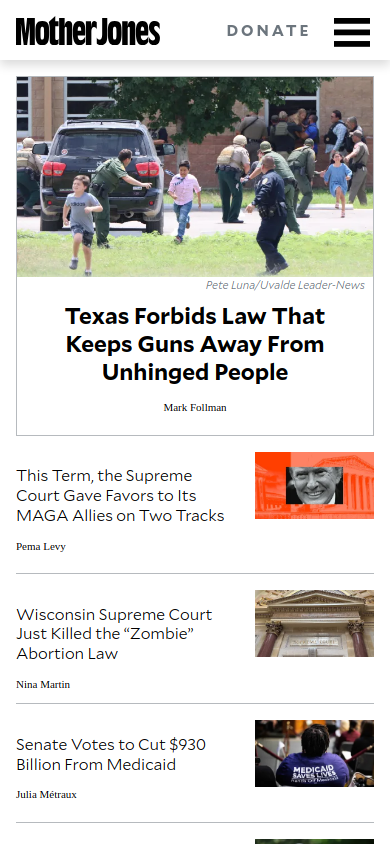 Mother Jones
DONATE
Pete Luna/Uvalde Leader-News
Texas Forbids Law That
Keeps Guns Away From
Unhinged People
Mark Follman
This Term, the Supreme
Court Gave Favors to Its
MAGA Allies on Two Tracks
Pema Levy
Wisconsin Supreme Court
Just Killed the “Zombie”
Abortion Law
Nina Martin
Senate Votes to Cut $930
Billion From Medicaid
MEDICAID
SAVES LIVES
Julia Métraux